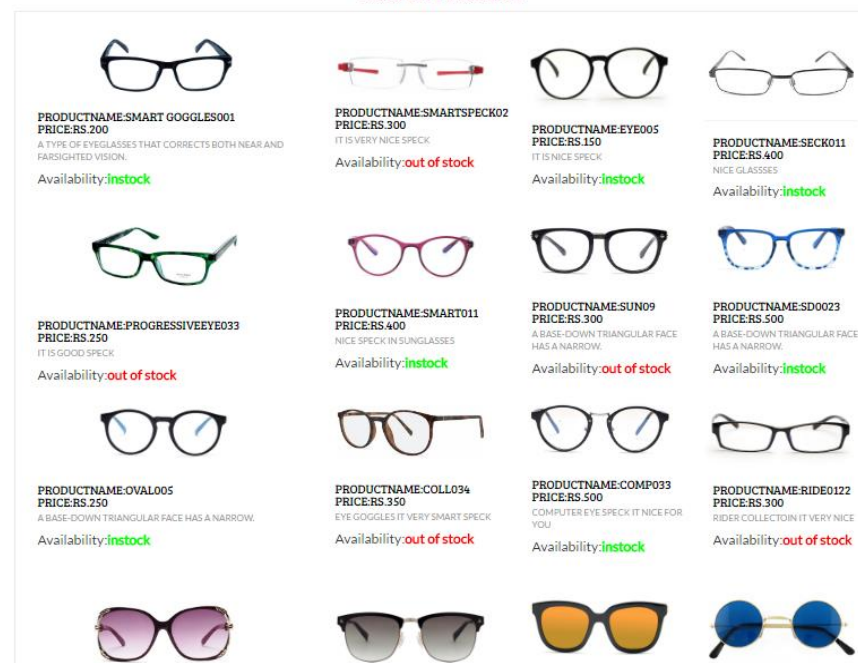 PRODUCTNAME:SMART GOGGLES001
PRICE:RS.200
A TYPE OF EYEGLASSES THAT CORRECTS BOTH NEAR AND
FARSIGHTED VISION.
Availability:instock
PRODUCTNAME:SMARTSPECK02
PRICE:RS.300
IT IS VERY NICE SPECK
Availability:out of stock
PRODUCTNAME:EYE005
PRICE:RS.150
IT IS NICE SPECK
Availability:instock
PRODUCTNAME:SECK011
PRICE:RS.400
NICE GLASSSES
Availability:instock
PRODUCTNAME:PROGRESSIVEEYE033
PRICE:RS.250
IT IS GOOD SPECK
Availability:out of stock
PRODUCTNAME:SMART011
PRICE:RS.400
NICE SPECK IN SUNGLASSES
Availability:instock
PRODUCTNAME:SUN09
PRICE:RS.300
A BASE-DOWN TRIANGULAR FACE
HAS A NARROW.
Availability:out of stock
PRODUCTNAME:SD0023
PRICE:RS.500
A BASE-DOWN TRIANGULAR FACE
HAS A NARROW.
Availability:instock
PRODUCTNAME:OVAL005
PRICE:RS.250
A BASE-DOWN TRIANGULAR FACE HAS A NARROW.
Availability:instock
PRODUCTNAME:COLL034
PRICE:RS.350
EYE GOGGLES IT VERY SMART SPECK
Availability:out of stock
PRODUCTNAME:COMP033
PRICE:RS.500
COMPUTER EYE SPECK IT NICE FOR
YOU
Availability:instock
PRODUCTNAME:RIDE0122
PRICE:RS.300
RIDER COLLECTOIN IT VERY NICE
Availability:out of stock